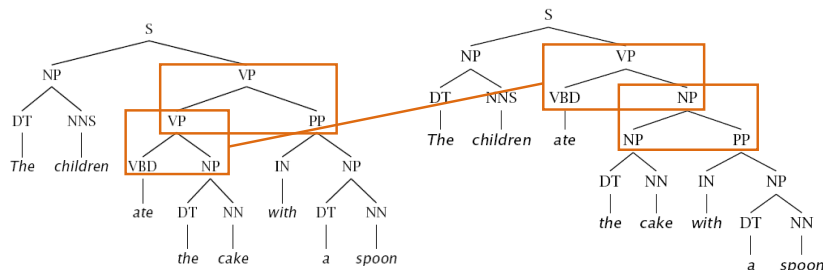 S
NP VP
DT NNS VP PP
The children VBD NP IN NP
ate DT NN with DT NN
the cake a spoon
S
NP VP
DT NNS VBD NP
The children ate NP PP
DT NN IN NP
the cake with DT NN
a spoon